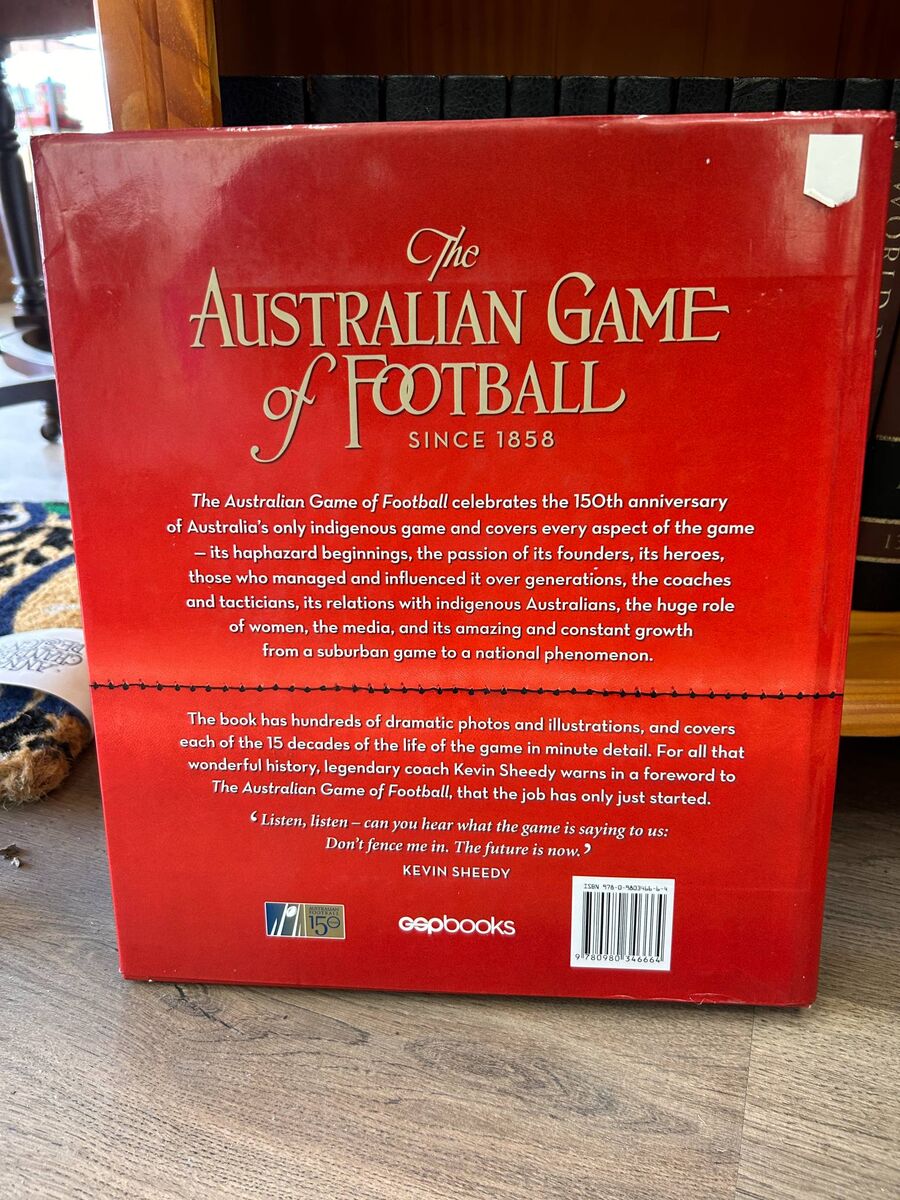 The
AUSTRALIAN GAME
of FOOTBALL
SINCE 1858
The Australian Game of Football celebrates the 150th anniversary
of Australia's only indigenous game and covers every aspect of the game
– its haphazard beginnings, the passion of its founders, its heroes,
those who managed and influenced it over generations, the coaches
and tacticians, its relations with indigenous Australians, the huge role
of women, the media, and its amazing and constant growth
from a suburban game to a national phenomenon.
The book has hundreds of dramatic photos and illustrations, and covers
each of the 15 decades of the life of the game in minute detail. For all that
wonderful history, legendary coach Kevin Sheedy warns in a foreword to
The Australian Game of Football, that the job has only just started.
‘Listen, listen – can you hear what the game is saying to us:
Don't fence me in. The future is now.’
KEVIN SHEEDY
AUSTRALIAN
FOOTBALL
150
gspbooks
ISBN 978-0-9803466-6-4
9 780980 346664
WORLD
13